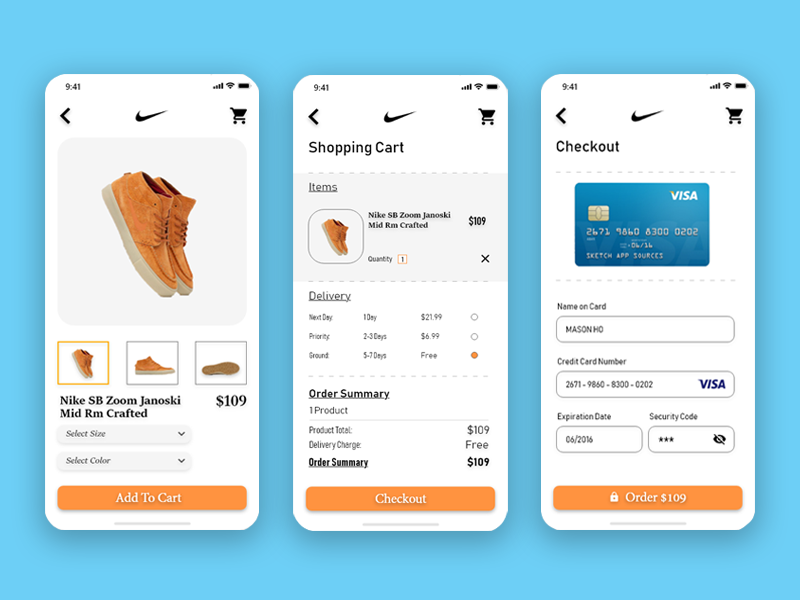 9:41
Nike SB Zoom Janoski
Mid Rm Crafted
$109
Select Size
Select Color
Add To Cart
9:41
Shopping Cart
Items
Nike SB Zoom Janoski
Mid Rm Crafted
$109
Quantity 1
Delivery
Next Day: 1 Day $21.99
Priority: 2-3 Days $6.99
Ground: 5-7 Days Free
Order Summary
1 Product
Product Total: $109
Delivery Charge: Free
Order Summary $109
Checkout
9:41
Checkout
VISA
2671 9860 8300 0202
06/16
SKETCH APP SOURCES
Name on Card
MASON HO
Credit Card Number
2671 - 9860 - 8300 - 0202 VISA
Expiration Date Security Code
06/2016 ***
Order $109